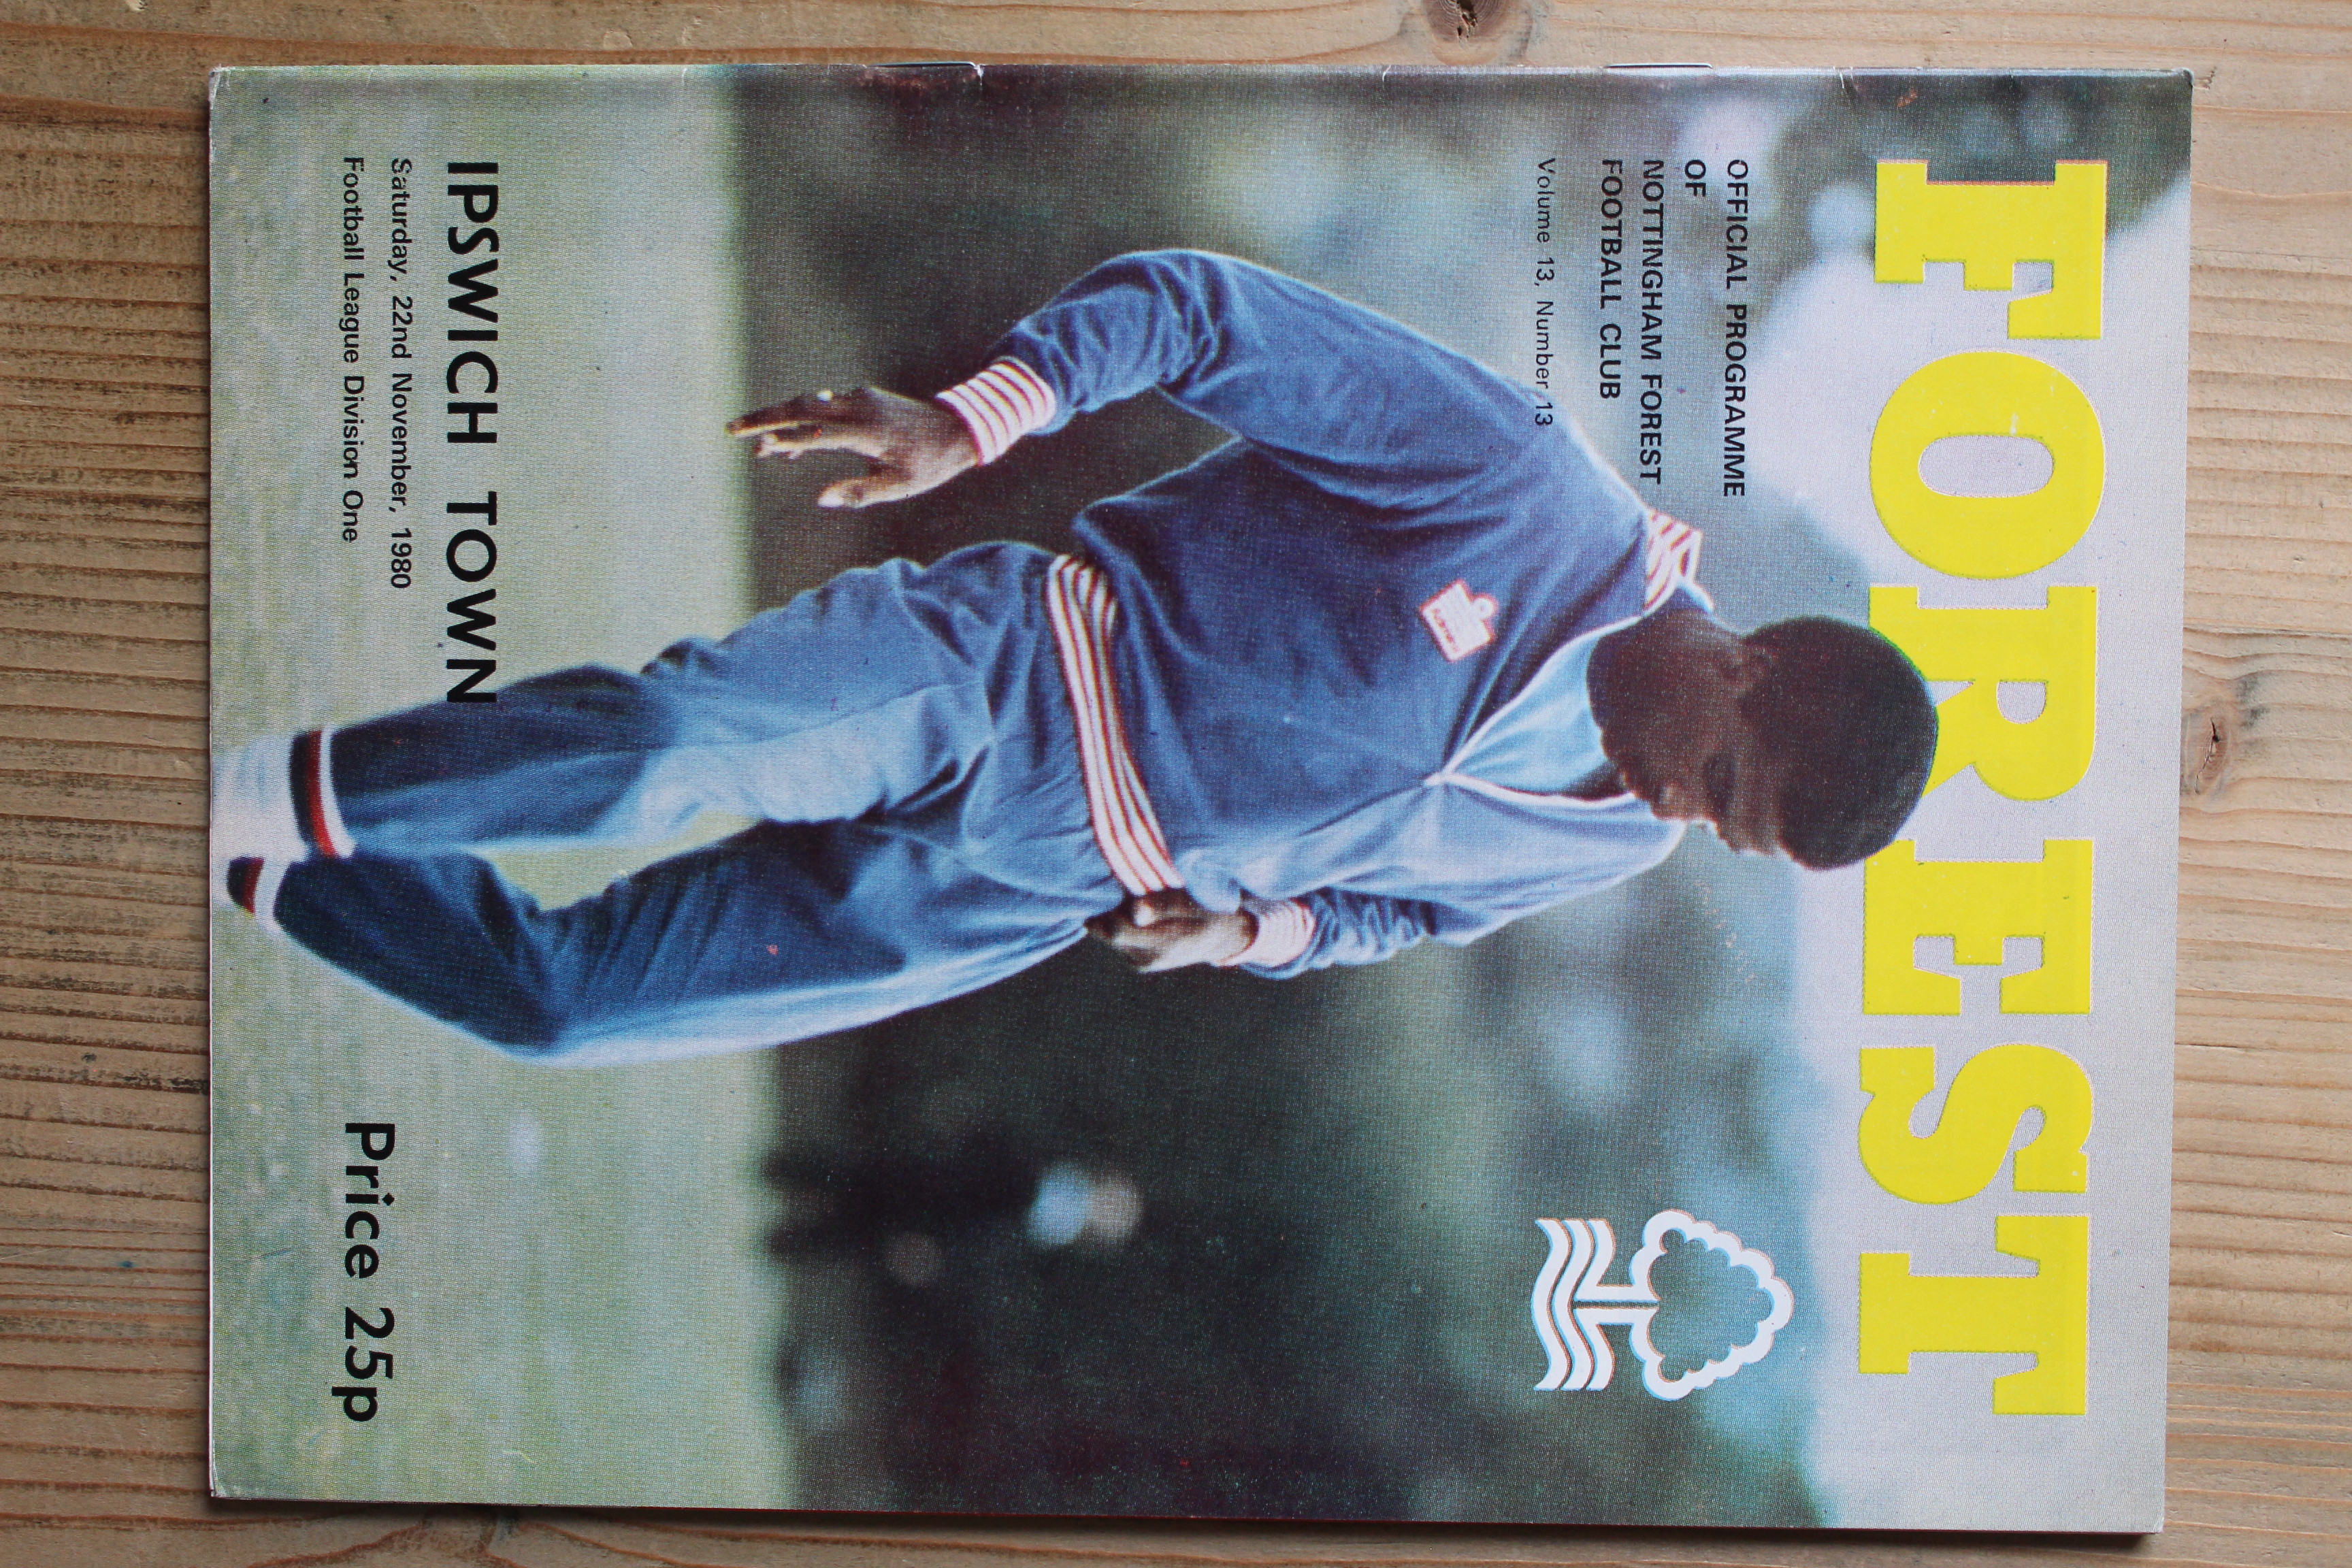 FOREST
OFFICIAL PROGRAMME
OF
NOTTINGHAM FOREST
FOOTBALL CLUB
Volume 13, Number 13
IPSWICH TOWN
Saturday, 22nd November, 1980
Football League Division One
Price 25p